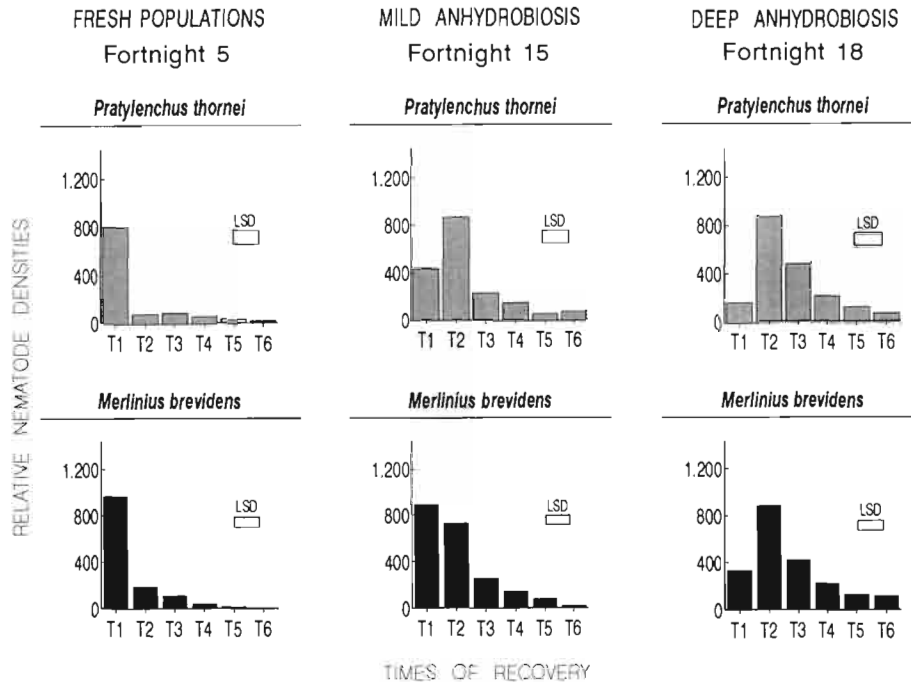 FRESH POPULATIONS
Fortnight 5
MILD ANHYDROBIOSIS
Fortnight 15
DEEP ANHYDROBIOSIS
Fortnight 18
Pratylenchus thornei
Pratylenchus thornei
Pratylenchus thornei
RELATIVE NEMATODE DENSITIES
1.200
800
400
0
LSD
T1 T2 T3 T4 T5 T6
1.200
800
400
0
LSD
T1 T2 T3 T4 T5 T6
1.200
800
400
0
LSD
T1 T2 T3 T4 T5 T6
Merlinius brevidens
Merlinius brevidens
Merlinius brevidens
1.200
800
400
0
LSD
T1 T2 T3 T4 T5 T6
1.200
800
400
0
LSD
T1 T2 T3 T4 T5 T6
1.200
800
400
0
LSD
T1 T2 T3 T4 T5 T6
TIMES OF RECOVERY